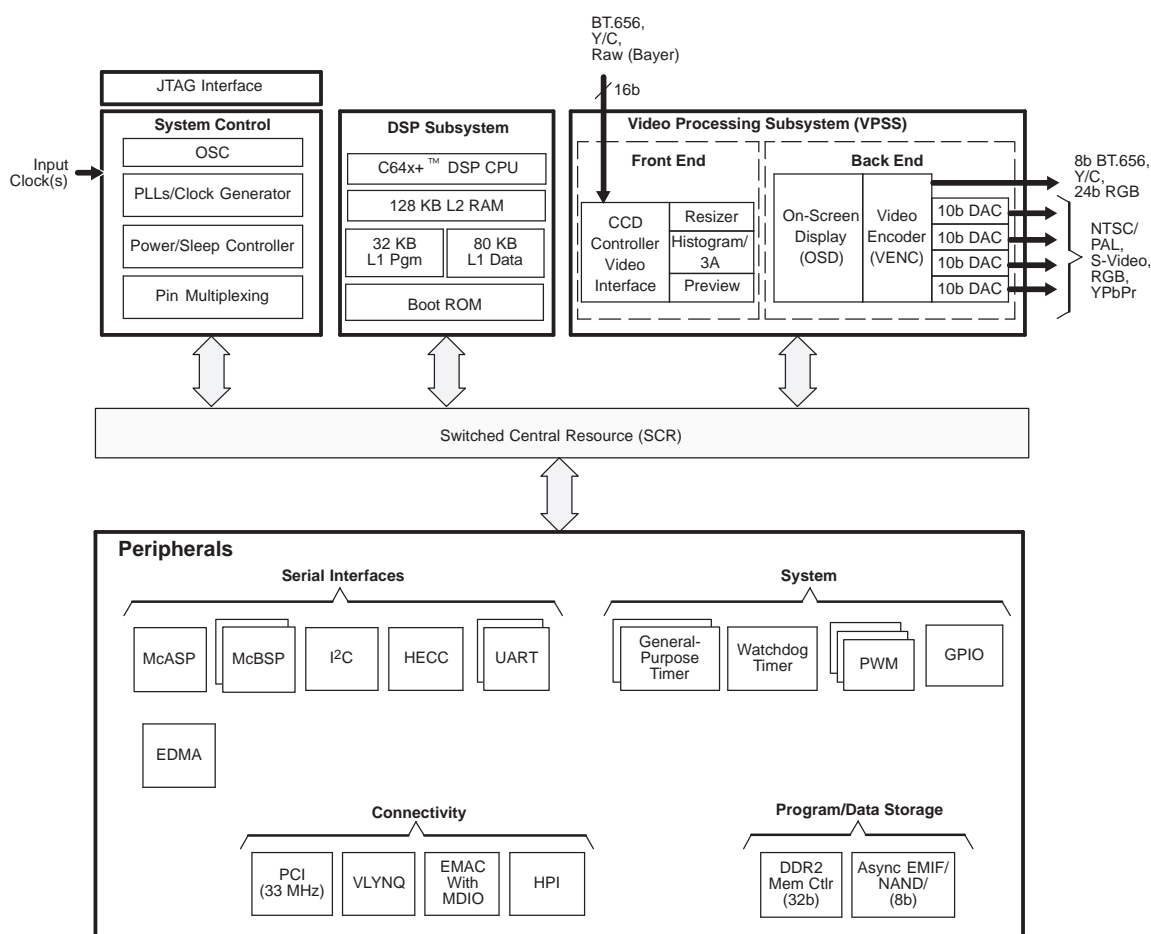 BT.656,
Y/C,
Raw (Bayer)
16b
JTAG Interface
System Control
OSC
PLLs/Clock Generator
Power/Sleep Controller
Pin Multiplexing
Input
Clock(s)
DSP Subsystem
C64x+™ DSP CPU
128 KB L2 RAM
32 KB
L1 Pgm
80 KB
L1 Data
Boot ROM
Video Processing Subsystem (VPSS)
Front End
CCD
Controller
Video
Interface
Resizer
Histogram/
3A
Preview
Back End
On-Screen
Display
(OSD)
Video
Encoder
(VENC)
10b DAC
10b DAC
10b DAC
10b DAC
8b BT.656,
Y/C,
24b RGB
NTSC/
PAL,
S-Video,
RGB,
YPbPr
Switched Central Resource (SCR)
Peripherals
Serial Interfaces
McASP
McBSP
I²C
HECC
UART
System
General-
Purpose
Timer
Watchdog
Timer
PWM
GPIO
EDMA
Connectivity
PCI
(33 MHz)
VLYNQ
EMAC
With
MDIO
HPI
Program/Data Storage
DDR2
Mem Ctlr
(32b)
Async EMIF/
NAND/
(8b)